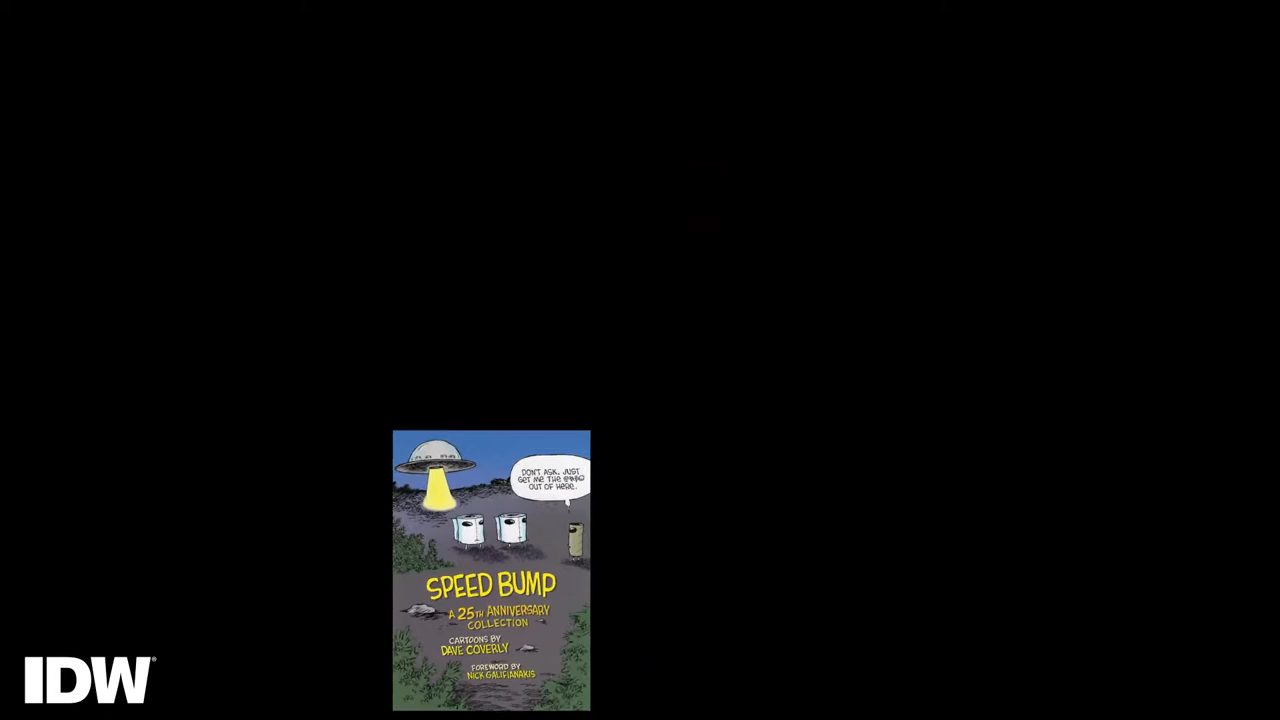 DON'T ASK. JUST
GET ME THE @#%@
OUT OF HERE.
SPEED BUMP
A 25TH ANNIVERSARY
COLLECTION
CARTOONS BY
DAVE COVERLY
FOREWORD BY
NICK GALIFIANAKIS
IDW®